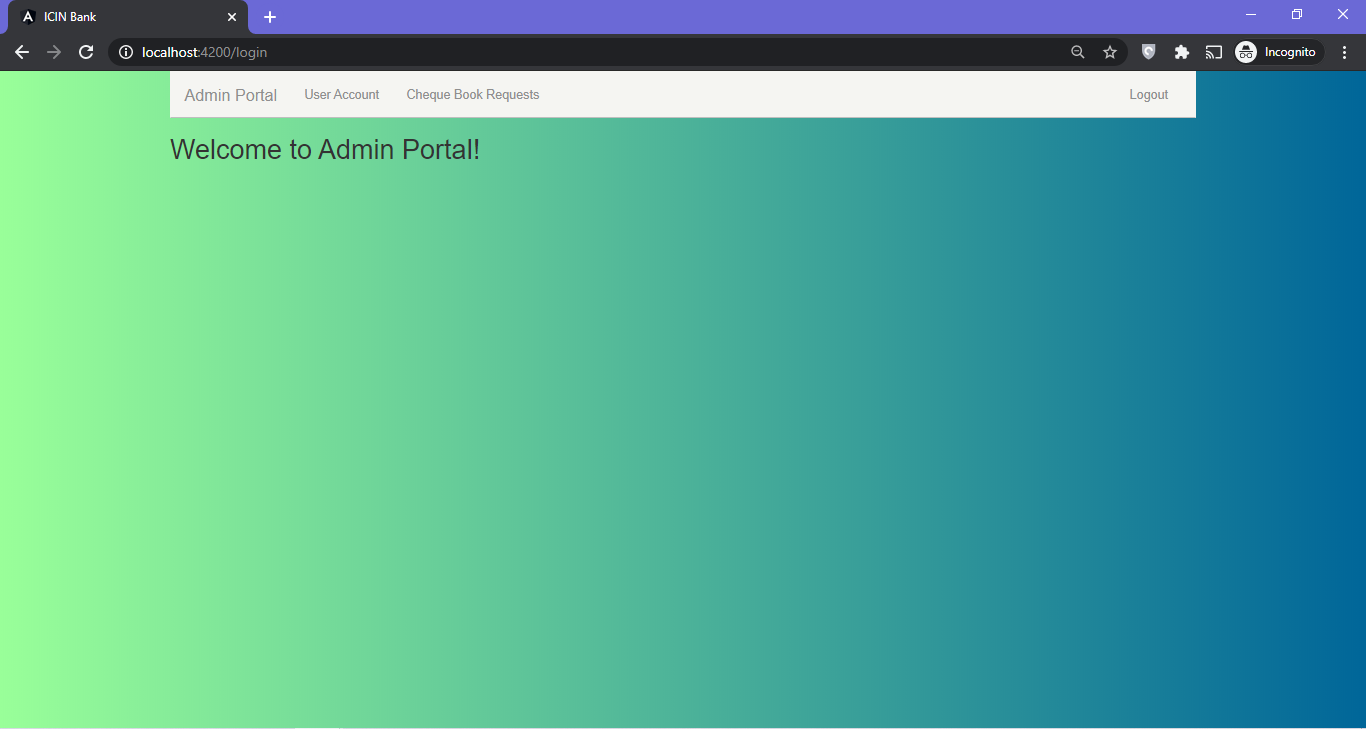 ICIN Bank
localhost:4200/login
Incognito
Admin Portal User Account Cheque Book Requests Logout
Welcome to Admin Portal!